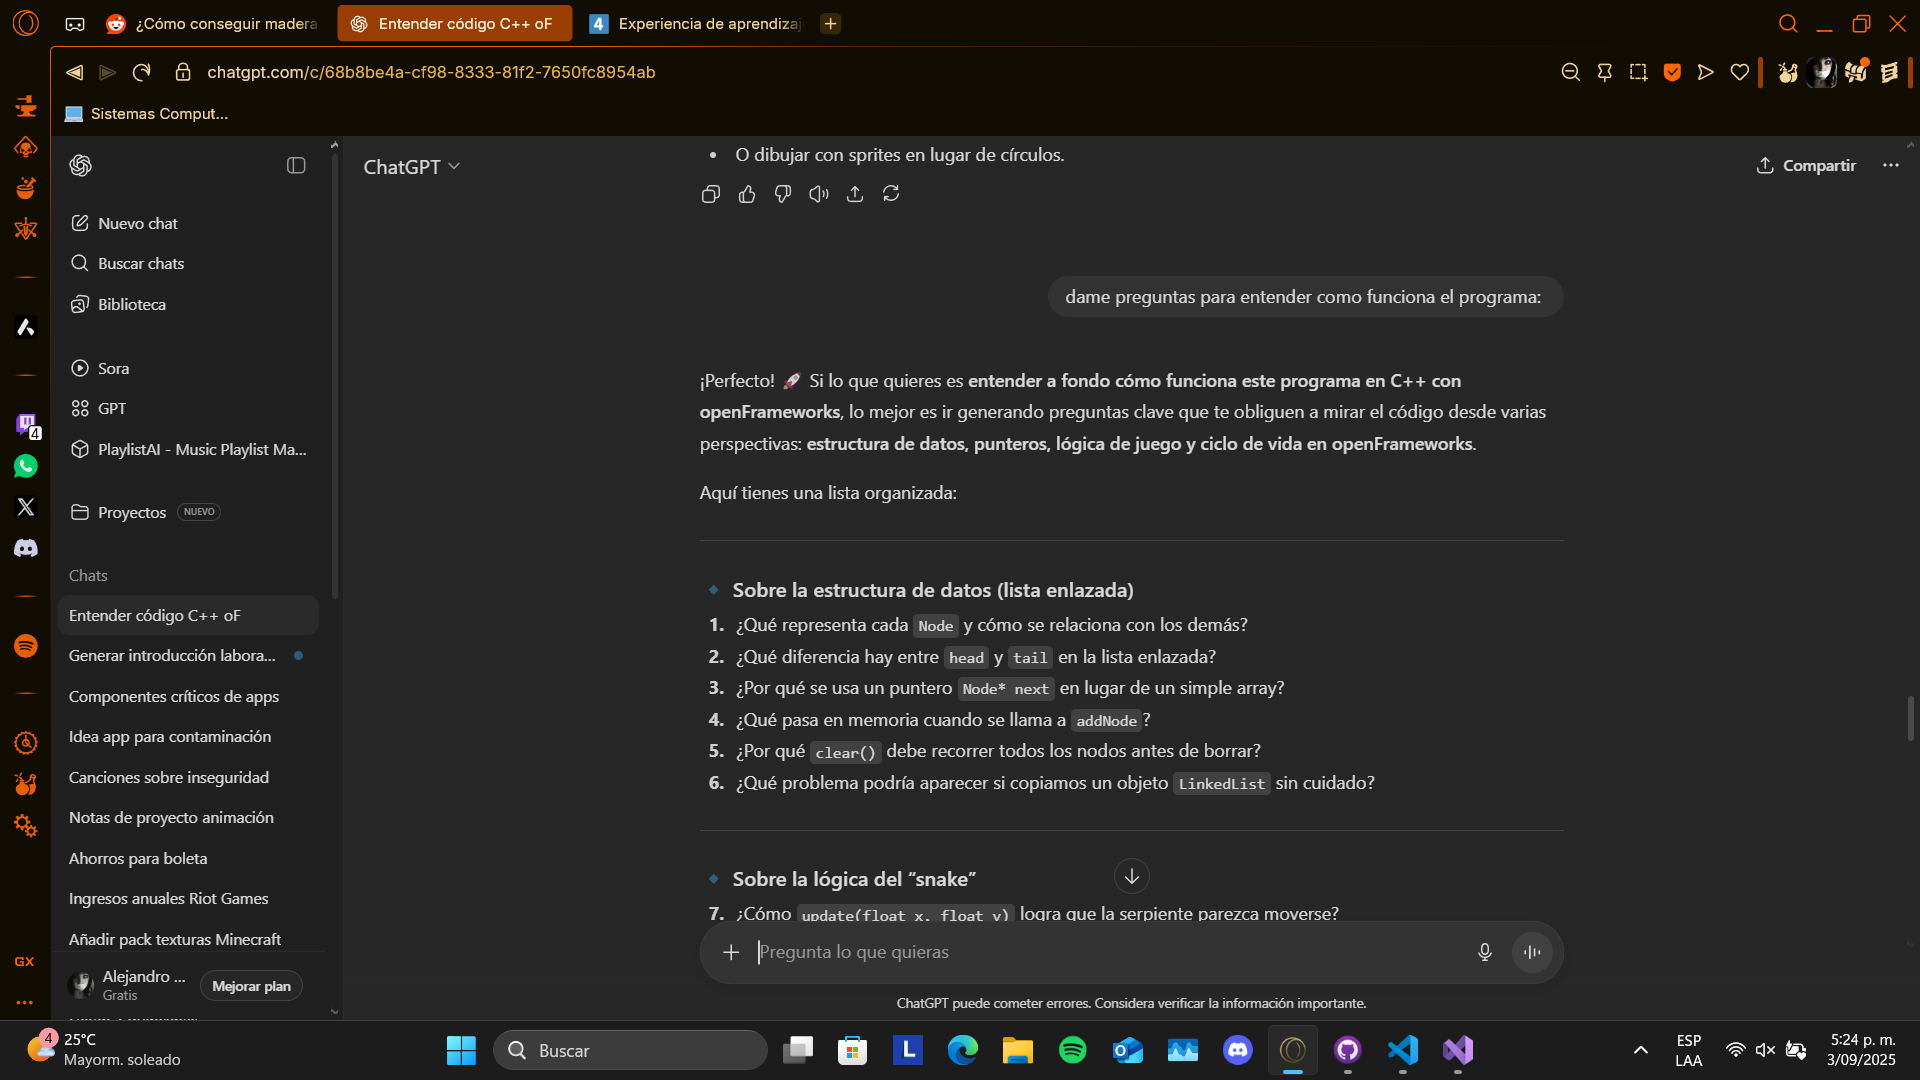 ¿Cómo conseguir madera
Entender código C++ oF
4
Experiencia de aprendizaj
chatgpt.com/c/68b8be4a-cf98-8333-81f2-7650fc8954ab
Sistemas Comput...
ChatGPT
Compartir
Nuevo chat
Buscar chats
Biblioteca
Sora
GPT
PlaylistAI - Music Playlist Ma...
Proyectos NUEVO
Chats
Entender código C++ oF
Generar introducción labora...
Componentes críticos de apps
Idea app para contaminación
Canciones sobre inseguridad
Notas de proyecto animación
Ahorros para boleta
Ingresos anuales Riot Games
Añadir pack texturas Minecraft
Alejandro ...
Gratis
Mejorar plan
4
GX
• O dibujar con sprites en lugar de círculos.
dame preguntas para entender como funciona el programa:
¡Perfecto! 🚀 Si lo que quieres es entender a fondo cómo funciona este programa en C++ con
openFrameworks, lo mejor es ir generando preguntas clave que te obliguen a mirar el código desde varias
perspectivas: estructura de datos, punteros, lógica de juego y ciclo de vida en openFrameworks.
Aquí tienes una lista organizada:
🔹 Sobre la estructura de datos (lista enlazada)
1. ¿Qué representa cada Node y cómo se relaciona con los demás?
2. ¿Qué diferencia hay entre head y tail en la lista enlazada?
3. ¿Por qué se usa un puntero Node* next en lugar de un simple array?
4. ¿Qué pasa en memoria cuando se llama a addNode?
5. ¿Por qué clear() debe recorrer todos los nodos antes de borrar?
6. ¿Qué problema podría aparecer si copiamos un objeto LinkedList sin cuidado?
🔹 Sobre la lógica del “snake”
7. ¿Cómo update(float x, float y) logra que la serpiente parezca moverse?
Pregunta lo que quieras
ChatGPT puede cometer errores. Considera verificar la información importante.
4
25°C
Mayorm. soleado
Buscar
L
ESP
LAA
5:24 p. m.
3/09/2025